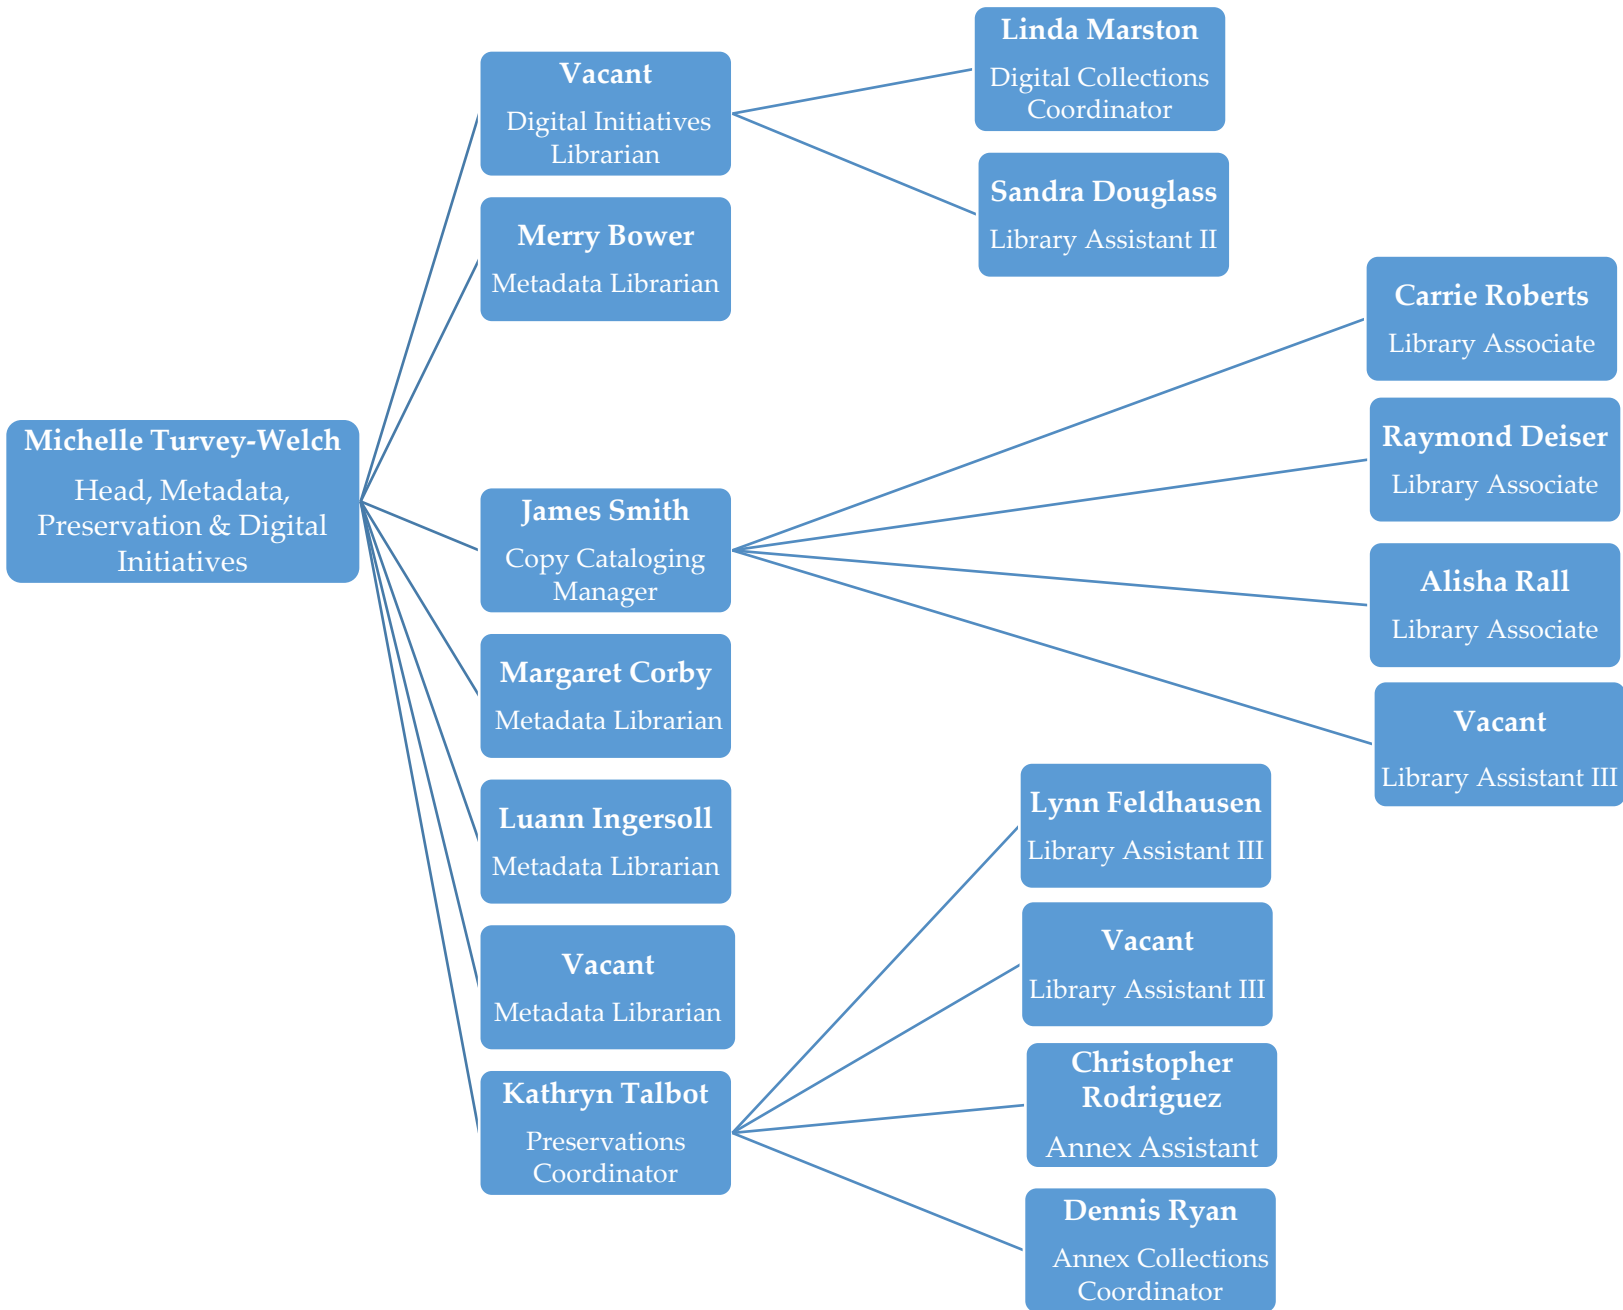 Michelle Turvey-Welch
Head, Metadata,
Preservation & Digital
Initiatives
Vacant
Digital Initiatives
Librarian
Linda Marston
Digital Collections
Coordinator
Sandra Douglass
Library Assistant II
Merry Bower
Metadata Librarian
James Smith
Copy Cataloging
Manager
Carrie Roberts
Library Associate
Raymond Deiser
Library Associate
Alisha Rall
Library Associate
Vacant
Library Assistant III
Margaret Corby
Metadata Librarian
Luann Ingersoll
Metadata Librarian
Vacant
Metadata Librarian
Kathryn Talbot
Preservations
Coordinator
Lynn Feldhausen
Library Assistant III
Vacant
Library Assistant III
Christopher
Rodriguez
Annex Assistant
Dennis Ryan
Annex Collections
Coordinator